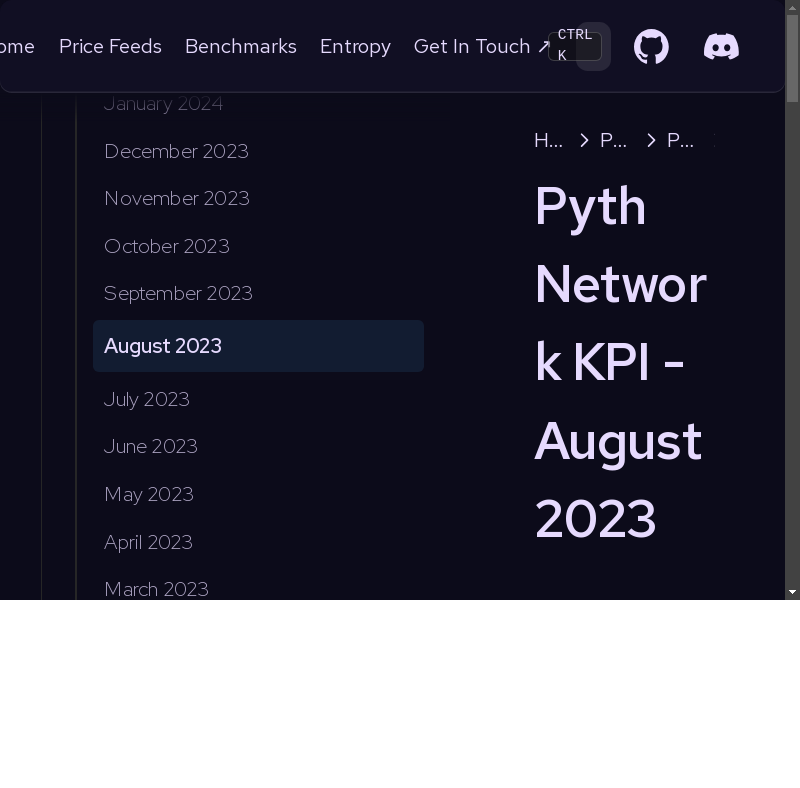 ome Price Feeds Benchmarks Entropy Get In Touch ↗ CTRL K
January 2024
December 2023
November 2023
October 2023
September 2023
August 2023
July 2023
June 2023
May 2023
April 2023
March 2023
H… > P… > P…
Pyth
Networ
k KPI -
August
2023